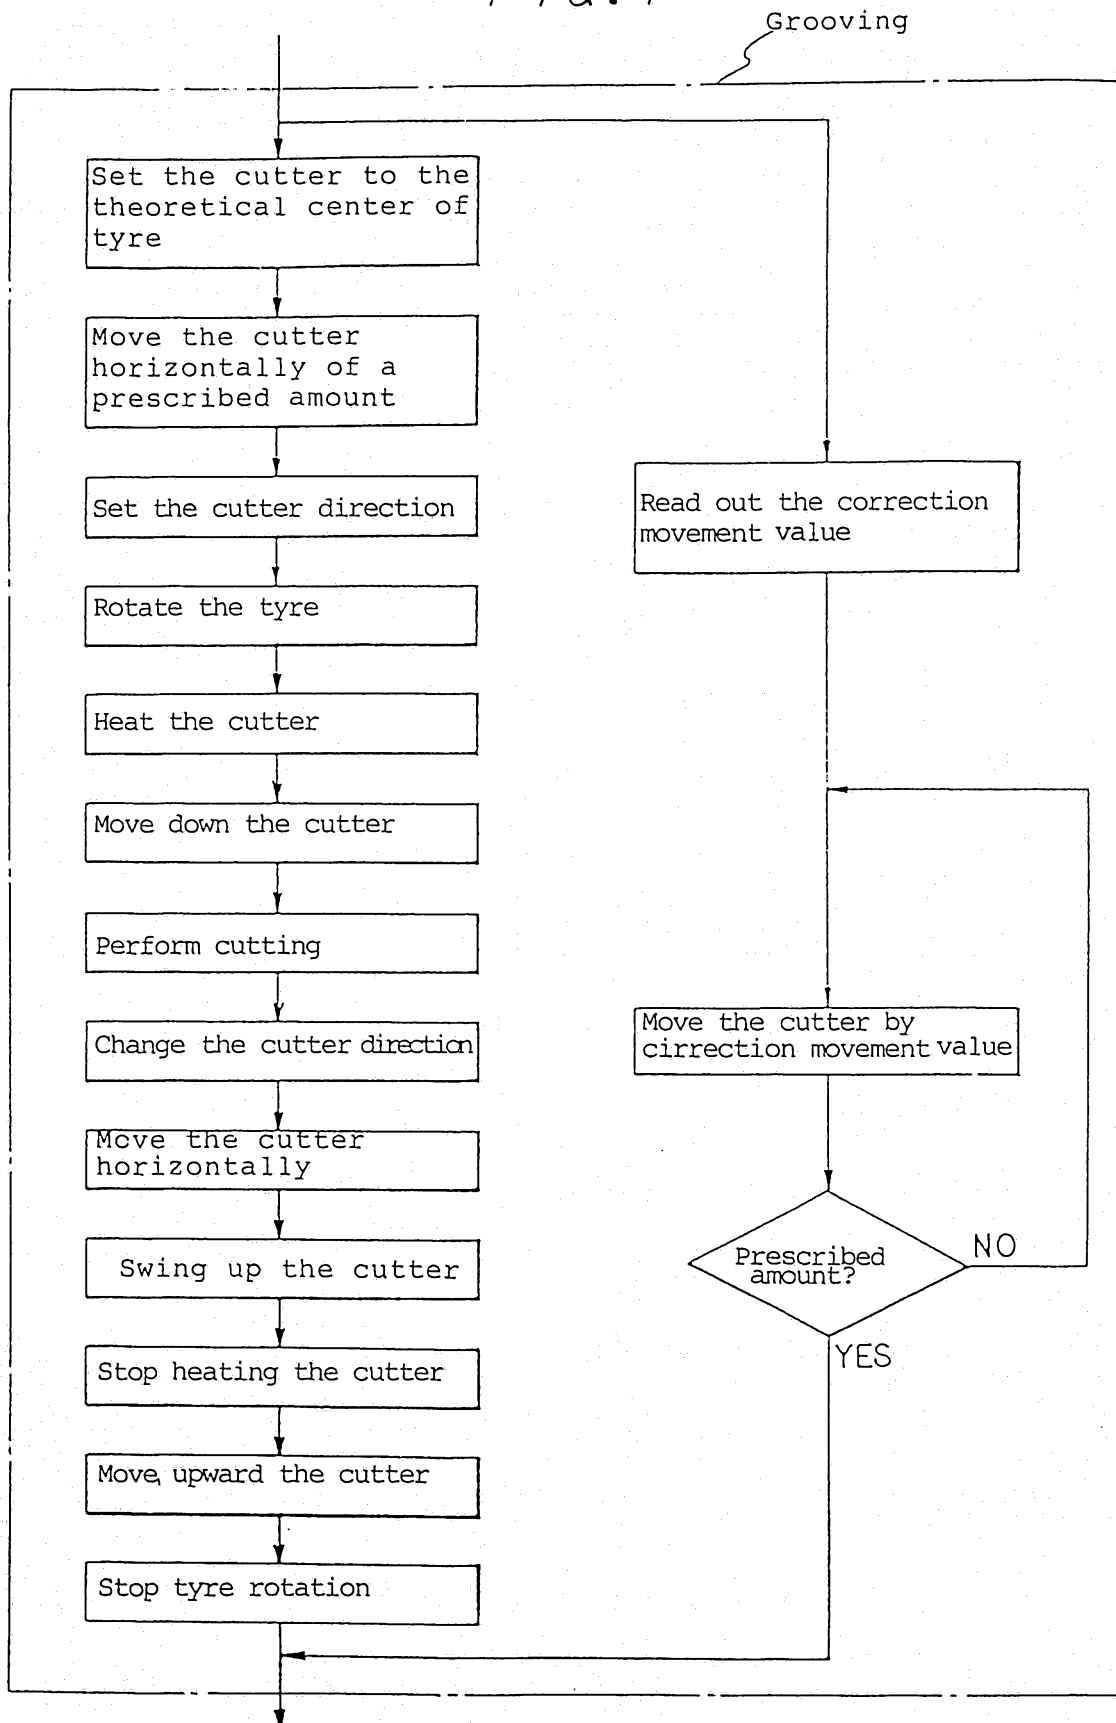 Grooving
Set the cutter to the
theoretical center of
tyre
Move the cutter
horizontally of a
prescribed amount
Set the cutter direction
Rotate the tyre
Heat the cutter
Move down the cutter
Perform cutting
Change the cutter direction
Move the cutter
horizontally
Swing up the cutter
Stop heating the cutter
Move, upward the cutter
Stop tyre rotation
Read out the correction
movement value
Move the cutter by
cirrection movement value
Prescribed
amount?
NO
YES